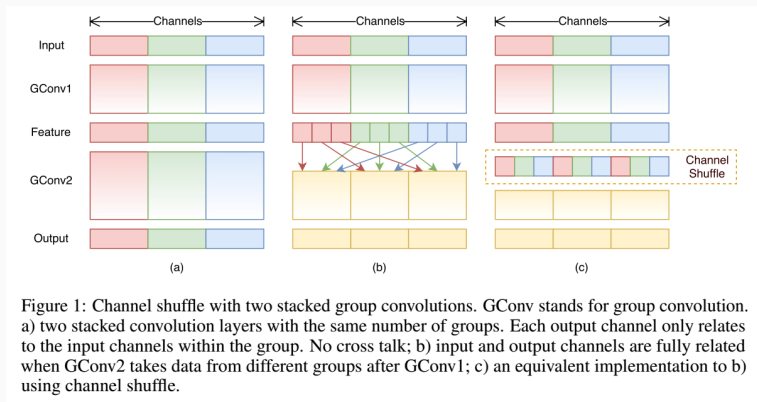 Channels Channels Channels
Input
GConv1
Feature
Channel
Shuffle
GConv2
Output
(a) (b) (c)
Figure 1: Channel shuffle with two stacked group convolutions. GConv stands for group convolution.
a) two stacked convolution layers with the same number of groups. Each output channel only relates
to the input channels within the group. No cross talk; b) input and output channels are fully related
when GConv2 takes data from different groups after GConv1; c) an equivalent implementation to b)
using channel shuffle.